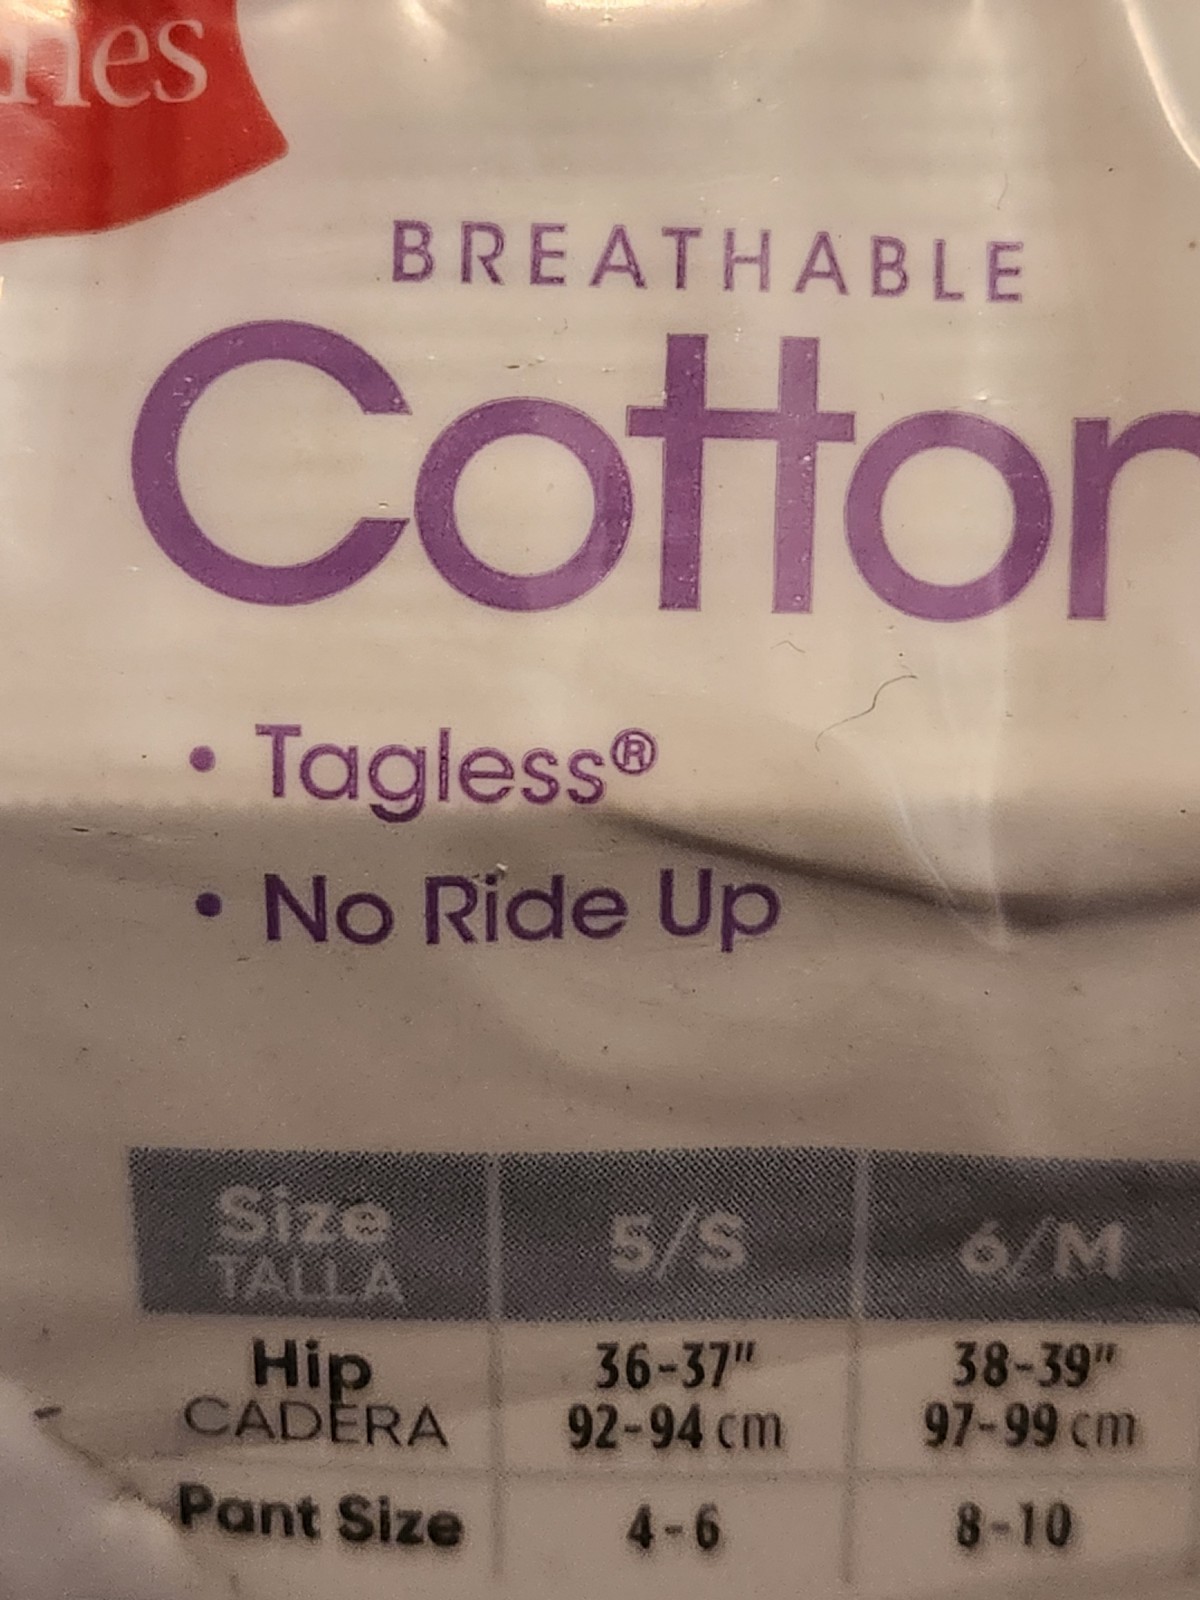 nes
BREATHABLE
Cotton
• Tagless®
• No Ride Up
Size 5/S 6/M
TALLA
Hip 36-37" 38-39"
CADERA 92-94 cm 97-99 cm
Pant Size 4-6 8-10